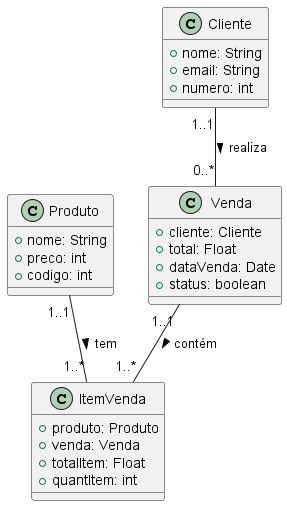 C Cliente
nome: String
email: String
numero: int
1..1
realiza
0..*
C Produto
nome: String
preco: int
codigo: int
C Venda
cliente: Cliente
total: Float
dataVenda: Date
status: boolean
1..1
tem
1..*
1..1
contém
1..*
C ItemVenda
produto: Produto
venda: Venda
totalItem: Float
quantItem: int